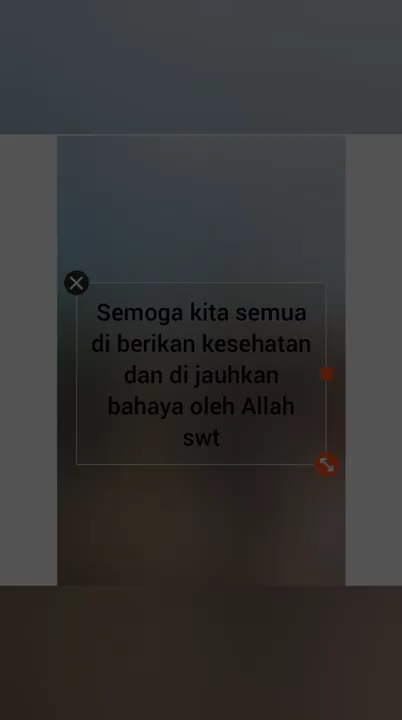 Semoga kita semua
di berikan kesehatan
dan di jauhkan
bahaya oleh Allah
swt